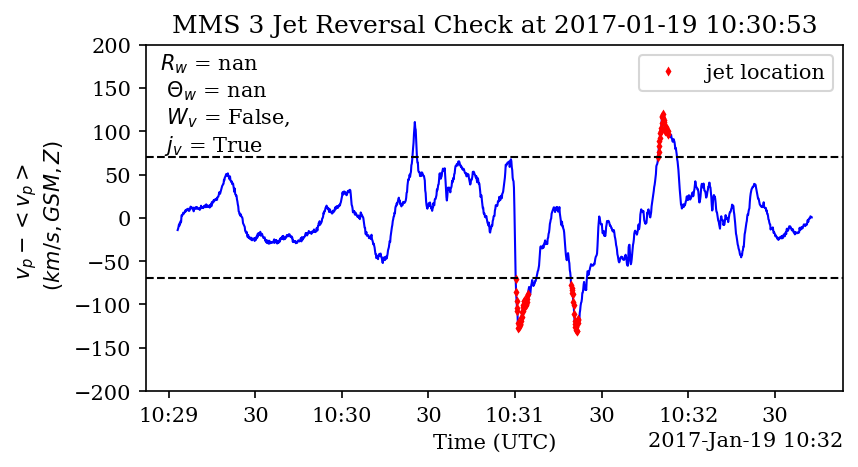 MMS 3 Jet Reversal Check at 2017-01-19 10:30:53
R_w = nan
Θ_w = nan
W_v = False,
j_v = True
jet location
200
150
100
50
0
−50
−100
−150
−200
v_p − < v_p >
(km/s, GSM, Z)
10:29 30 10:30 30 10:31 30 10:32 30
Time (UTC)
2017-Jan-19 10:32